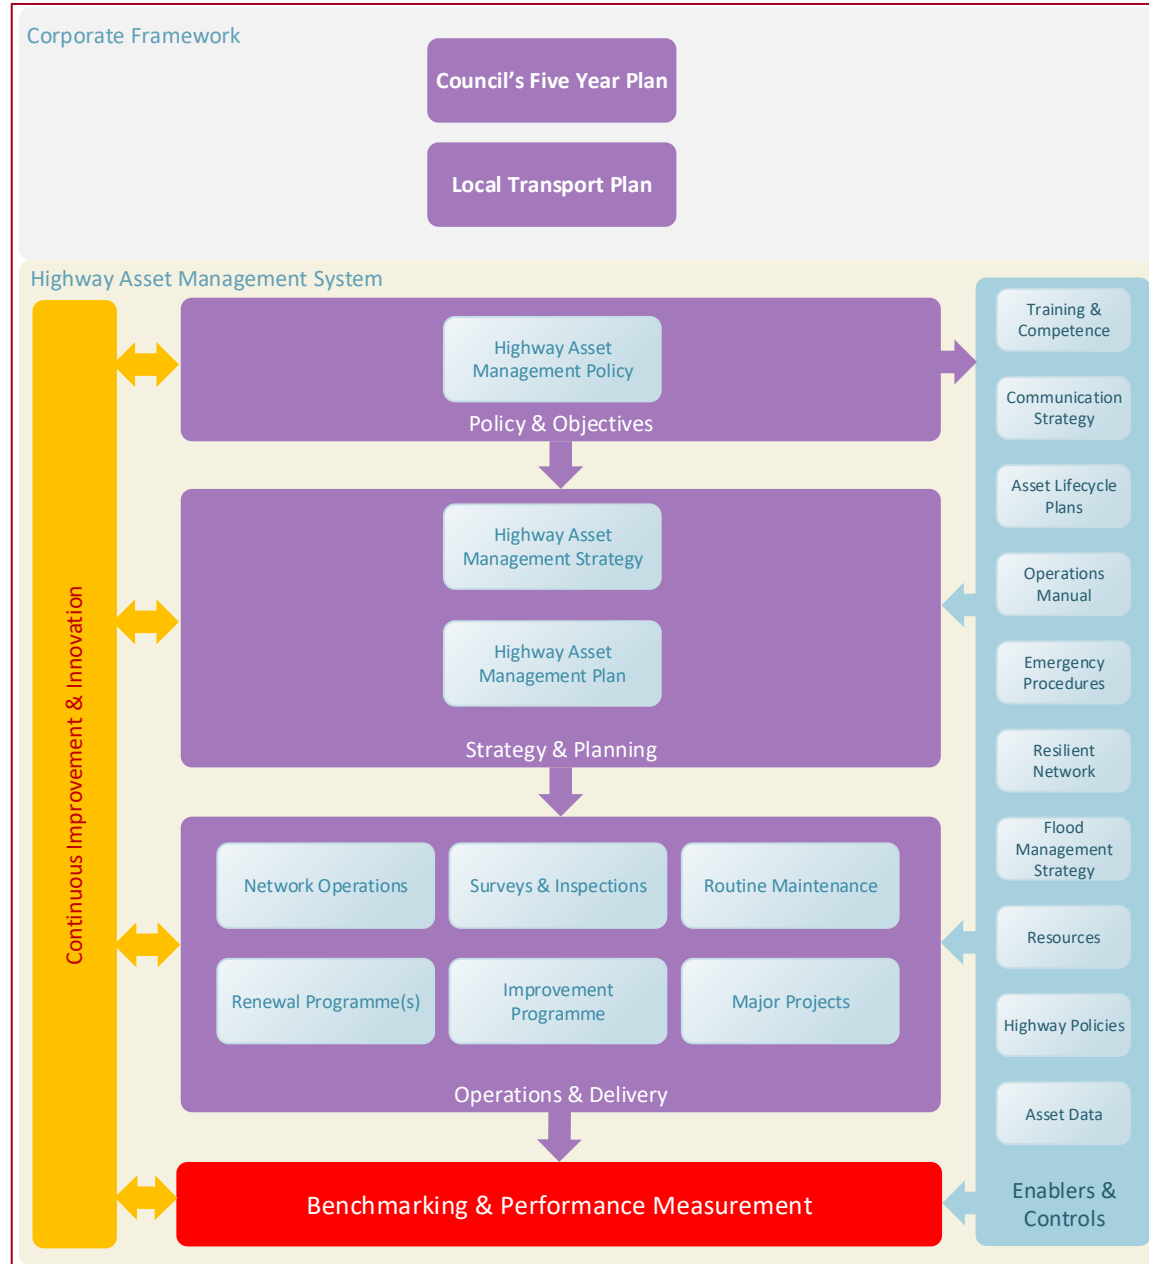 Corporate Framework
Council's Five Year Plan
Local Transport Plan
Highway Asset Management System
Continuous Improvement & Innovation
Highway Asset
Management Policy
Policy & Objectives
Highway Asset
Management Strategy
Highway Asset
Management Plan
Strategy & Planning
Network Operations
Surveys & Inspections
Routine Maintenance
Renewal Programme(s)
Improvement
Programme
Major Projects
Operations & Delivery
Benchmarking & Performance Measurement
Training &
Competence
Communication
Strategy
Asset Lifecycle
Plans
Operations
Manual
Emergency
Procedures
Resilient
Network
Flood
Management
Strategy
Resources
Highway Policies
Asset Data
Enablers &
Controls